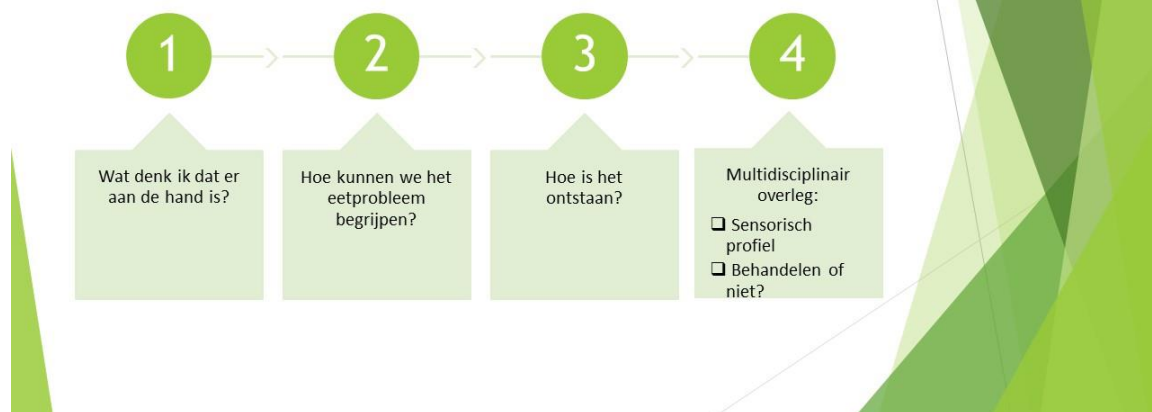 1
2
3
4
Wat denk ik dat er
aan de hand is?
Hoe kunnen we het
eetprobleem
begrijpen?
Hoe is het
ontstaan?
Multidisciplinair
overleg:
❑ Sensorisch
profiel
❑ Behandelen of
niet?